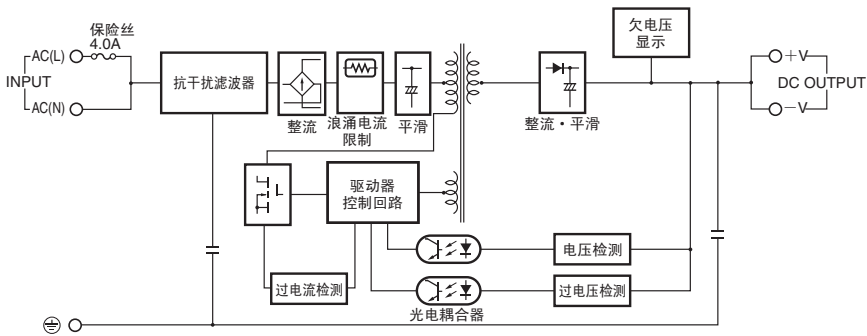 保险丝
4.0A
AC(L)
INPUT
AC(N)
抗干扰滤波器
整流
浪涌电流
限制
平滑
整流·平滑
欠电压
显示
+V
DC OUTPUT
-V
驱动器
控制回路
过电流检测
电压检测
过电压检测
光电耦合器